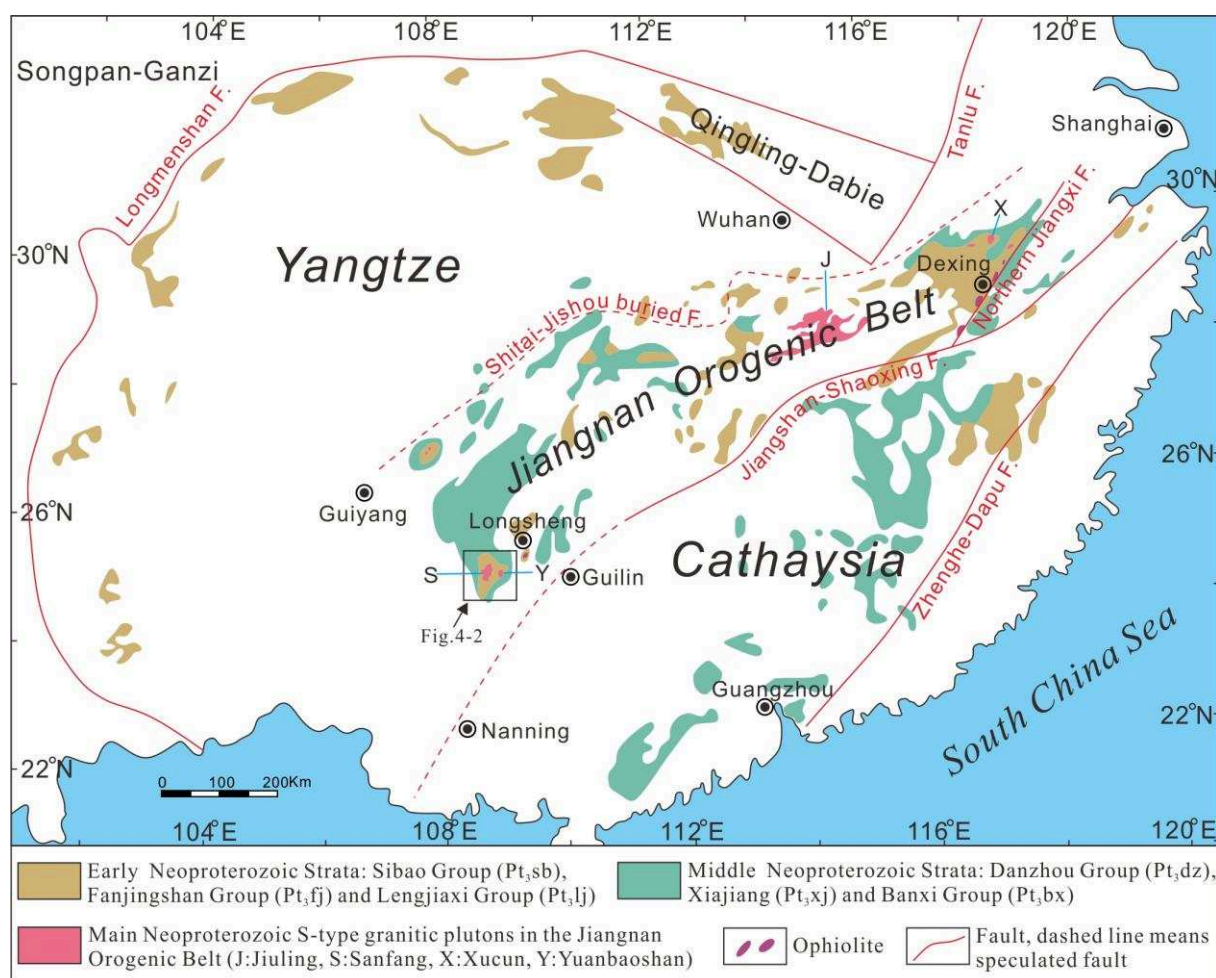 104°E
108°E
112°E
116°E
120°E
Songpan-Ganzi
Longmenshan F.
Qingling-Dabie
Tanlu F.
Shanghai
30°N
Wuhan
X
Northern Jiangxi F.
30°N
Yangtze
J
Dexing
Shitai-Jishou buried F.
Jiangnan Orogenic Belt
Jiangshan-Shaoxing F.
26°N
26°N
Guiyang
Longsheng
Cathaysia
Zhenghe-Dapu F.
S
Y
Guilin
Fig.4-2
South China Sea
Guangzhou
22°N
Nanning
22°N
0 100 200Km
104°E
108°E
112°E
116°E
120°E
Early Neoproterozoic Strata: Sibao Group (Pt₃sb),
Fanjingshan Group (Pt₃fj) and Lengjiaxi Group (Pt₃lj)
Middle Neoproterozoic Strata: Danzhou Group (Pt₃dz),
Xiajiang (Pt₃xj) and Banxi Group (Pt₃bx)
Main Neoproterozoic S-type granitic plutons in the Jiangnan
Orogenic Belt (J:Jiuling, S:Sanfang, X:Xucun, Y:Yuanbaoshan)
Ophiolite
Fault, dashed line means
speculated fault